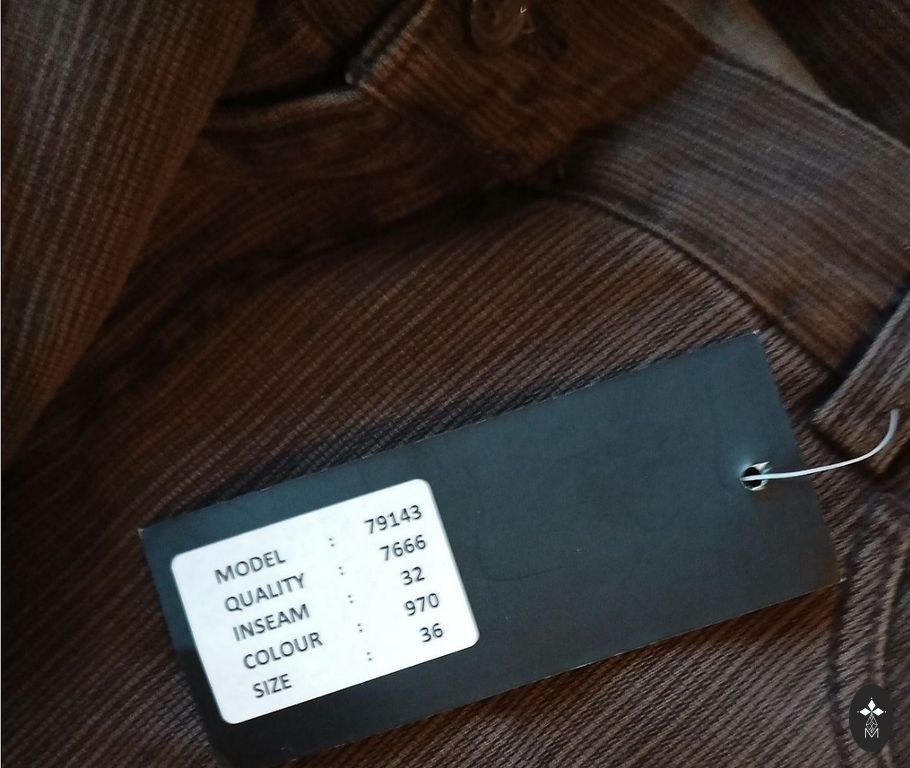 MODEL : 79143
QUALITY : 7666
INSEAM : 32
COLOUR : 970
SIZE : 36
M